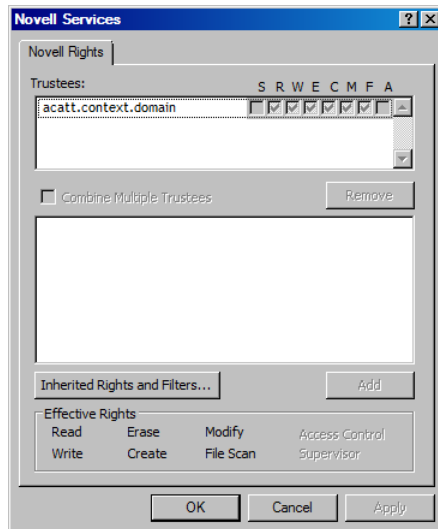 Novell Services
Novell Rights
Trustees: S R W E C M F A
acatt.context.domain
Combine Multiple Trustees Remove
Inherited Rights and Filters... Add
Effective Rights
Read Erase Modify Access Control
Write Create File Scan Supervisor
OK Cancel Apply